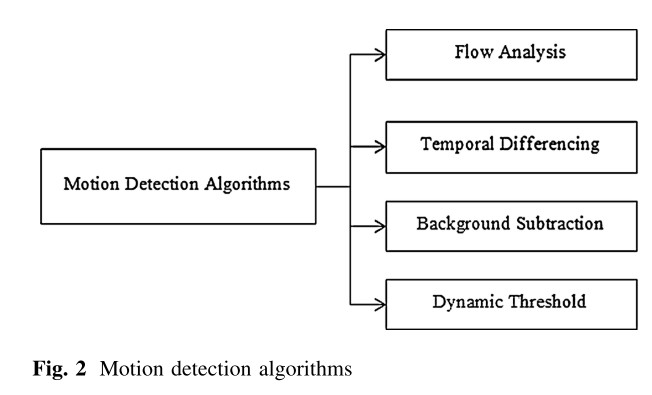 Flow Analysis
Temporal Differencing
Motion Detection Algorithms
Background Subtraction
Dynamic Threshold
Fig. 2 Motion detection algorithms